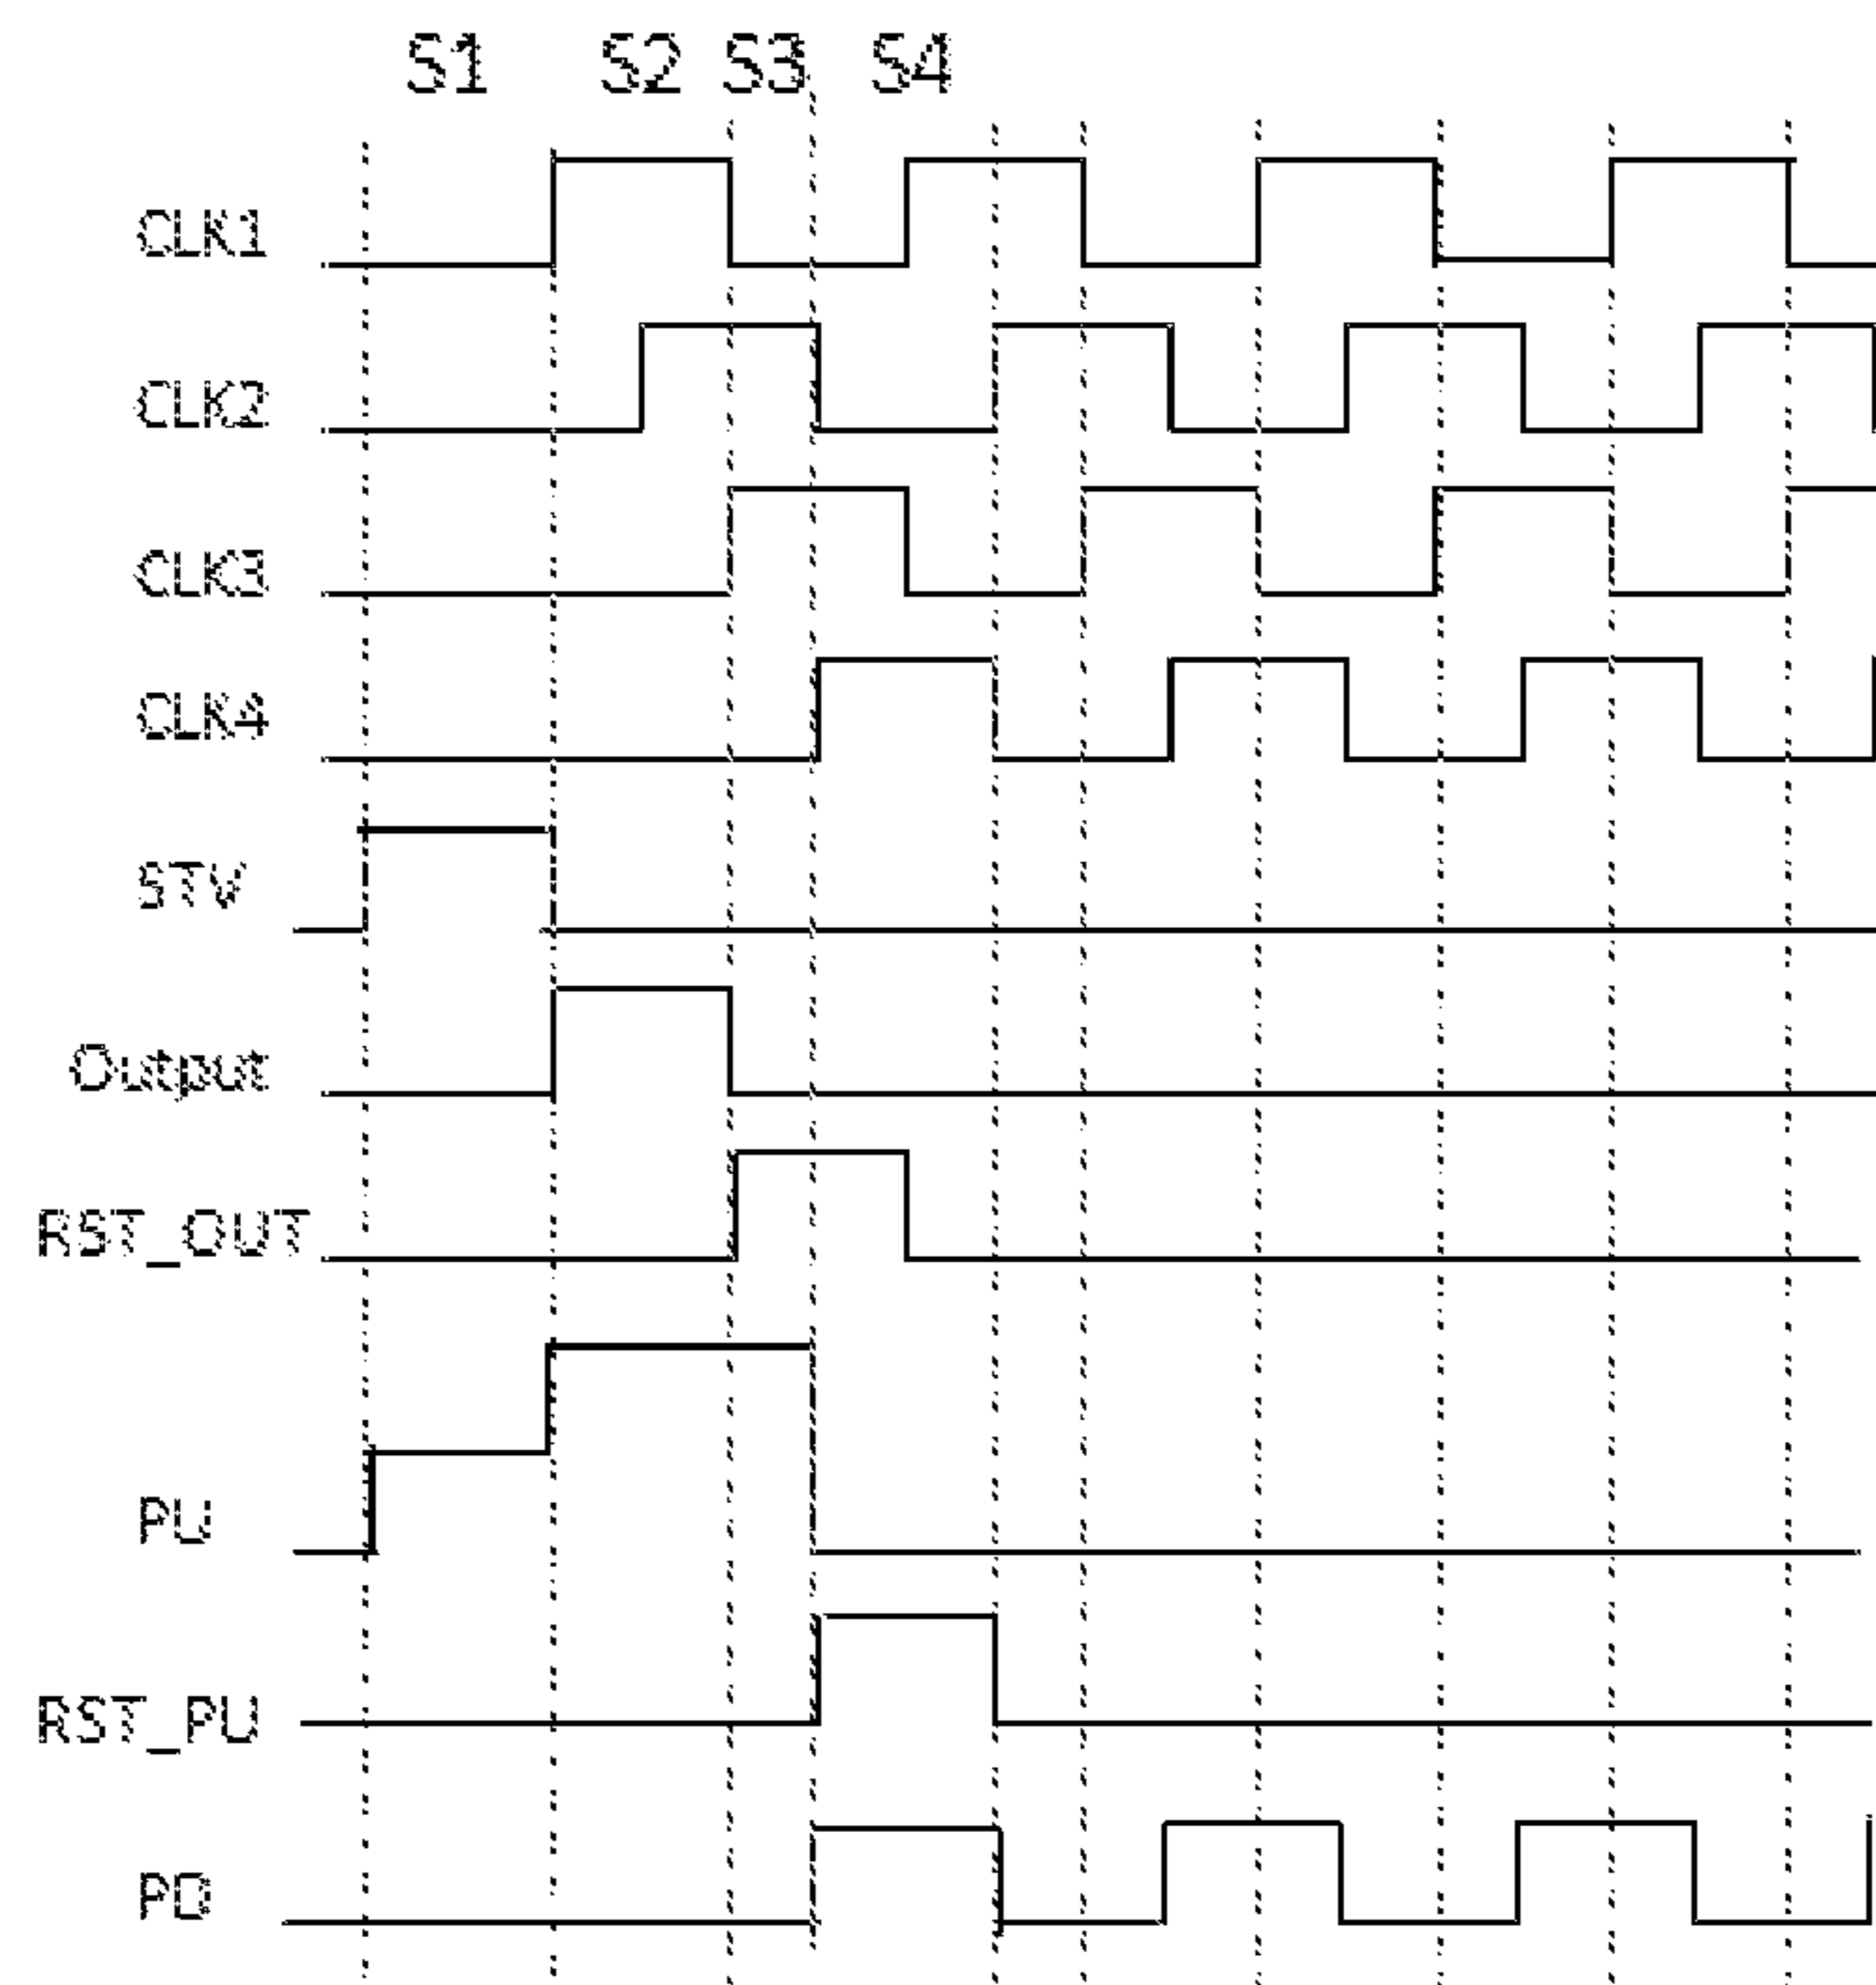 S1 S2 S3 S4
CLK1
CLK2
CLK3
CLK4
STV
Output
RST_OUT
PU
RST_PU
PD